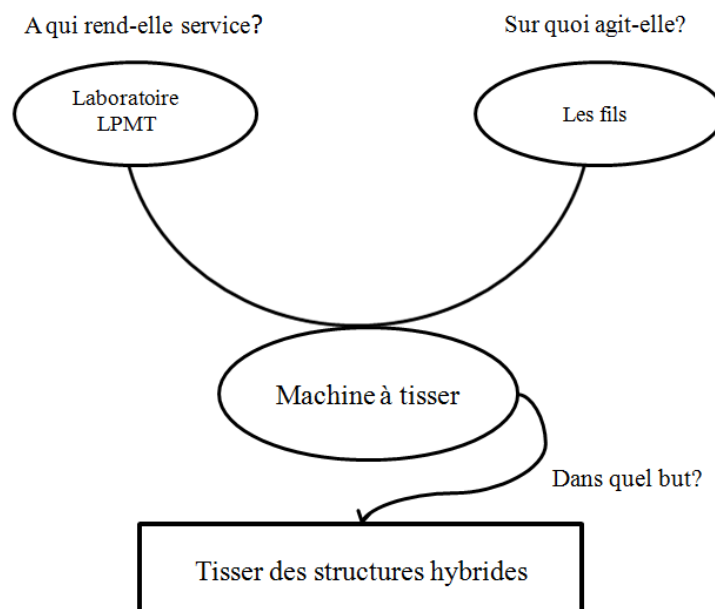 A qui rend-elle service?
Sur quoi agit-elle?
Laboratoire
LPMT
Les fils
Machine à tisser
Dans quel but?
Tisser des structures hybrides